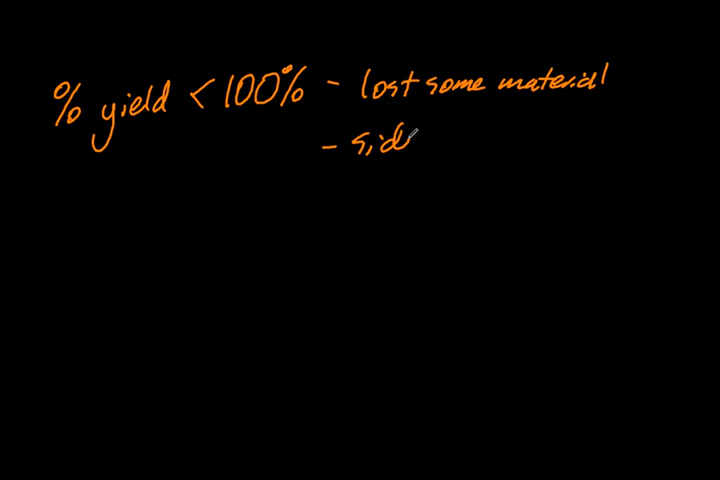 % yield < 100% - lost some material
- sid